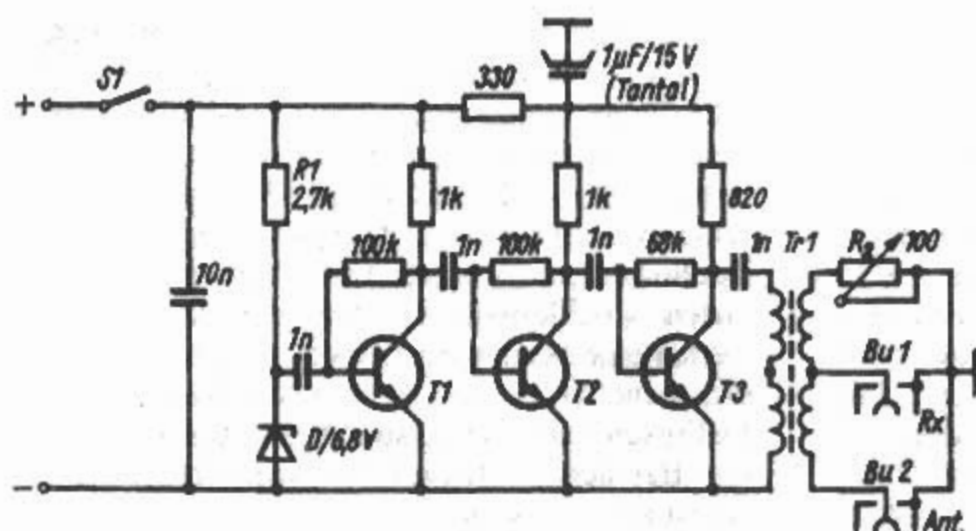 S1
330
1µF/15V
(Tantal)
+
R1
2,7k
1k
1k
820
100k
1n
100k
1n
68k
1n
Tr1
100
10n
1n
T1
T2
T3
Bu 1
Rx
D/6,8V
Bu 2
−
Ant